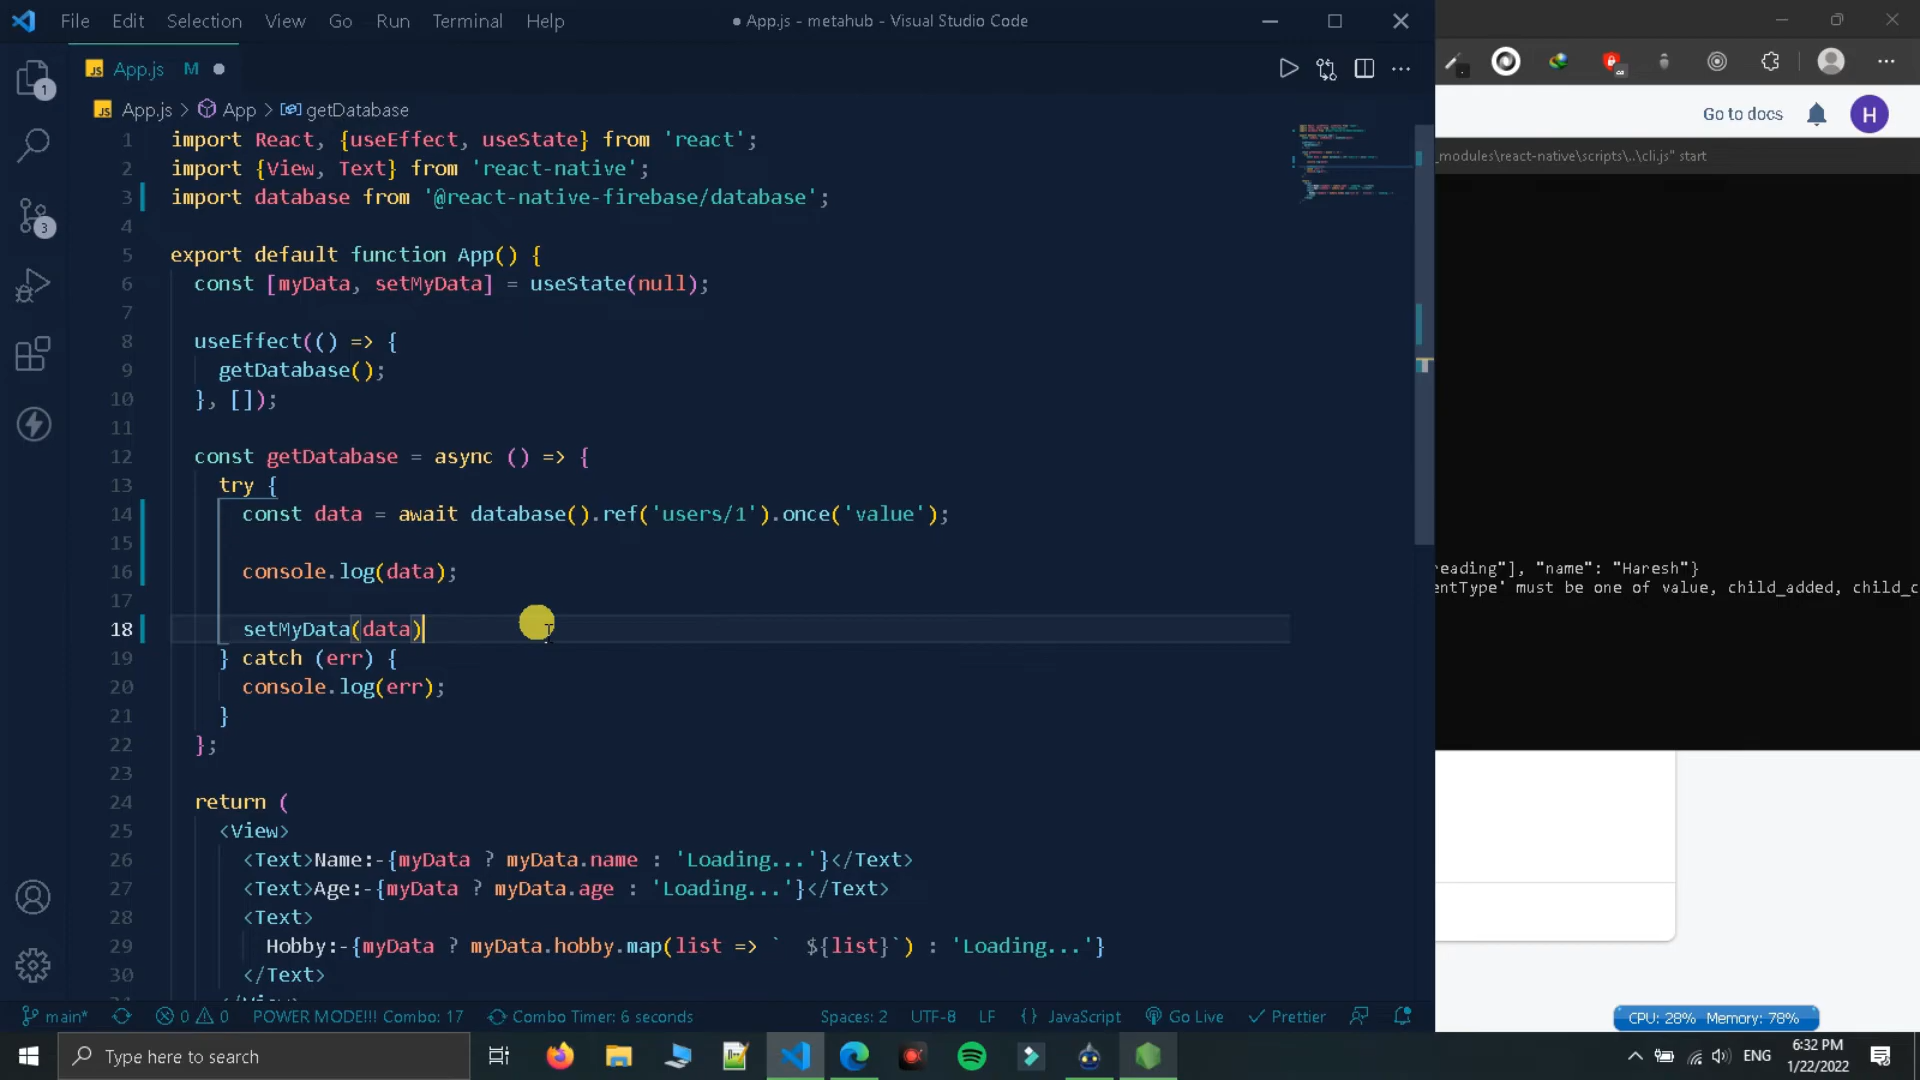 File Edit Selection View Go Run Terminal Help
● App.js - metahub - Visual Studio Code
JS App.js M ●
JS App.js > App > getDatabase
1 import React, {useEffect, useState} from 'react';
2 import {View, Text} from 'react-native';
3 import database from '@react-native-firebase/database';
4
5 export default function App() {
6 const [myData, setMyData] = useState(null);
7
8 useEffect(() => {
9 getDatabase();
10 }, []);
11
12 const getDatabase = async () => {
13 try {
14 const data = await database().ref('users/1').once('value');
15
16 console.log(data);
17
18 setMyData(data)
19 } catch (err) {
20 console.log(err);
21 }
22 };
23
24 return (
25 <View>
26 <Text>Name:-{myData ? myData.name : 'Loading...'}</Text>
27 <Text>Age:-{myData ? myData.age : 'Loading...'}</Text>
28 <Text>
29 Hobby:-{myData ? myData.hobby.map(list => `  ${list}`) : 'Loading...'}
30 </Text>
1
3
Go to docs
H
_modules\react-native\scripts\..\cli.js" start
reading"], "name": "Haresh"}
entType' must be one of value, child_added, child_c
main* 0 0 POWER MODE!!! Combo: 17 Combo Timer: 6 seconds Spaces: 2 UTF-8 LF {} JavaScript Go Live Prettier
CPU: 28% Memory: 78%
Type here to search
ENG
6:32 PM
1/22/2022